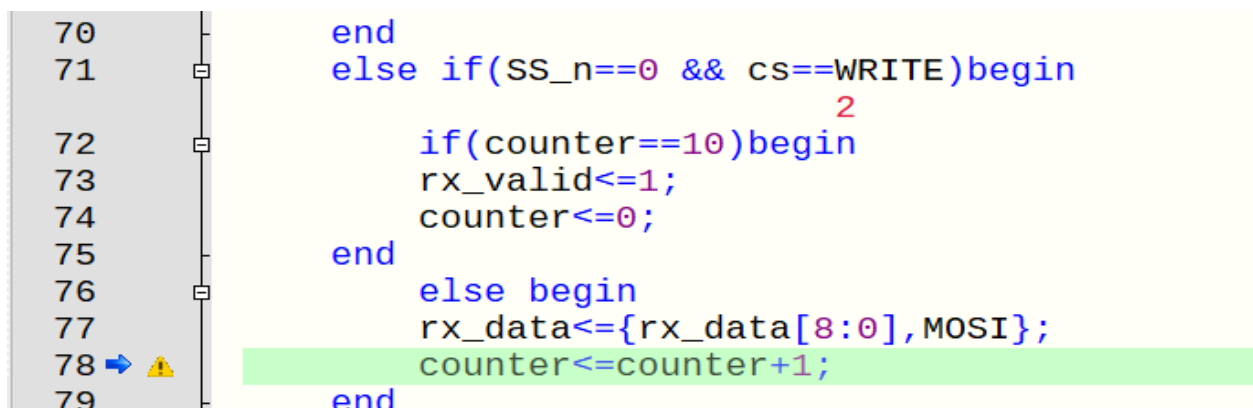 70 end
71 else if(SS_n==0 && cs==WRITE)begin
2
72 if(counter==10)begin
73 rx_valid<=1;
74 counter<=0;
75 end
76 else begin
77 rx_data<={rx_data[8:0],MOSI};
78 counter<=counter+1;
79 end